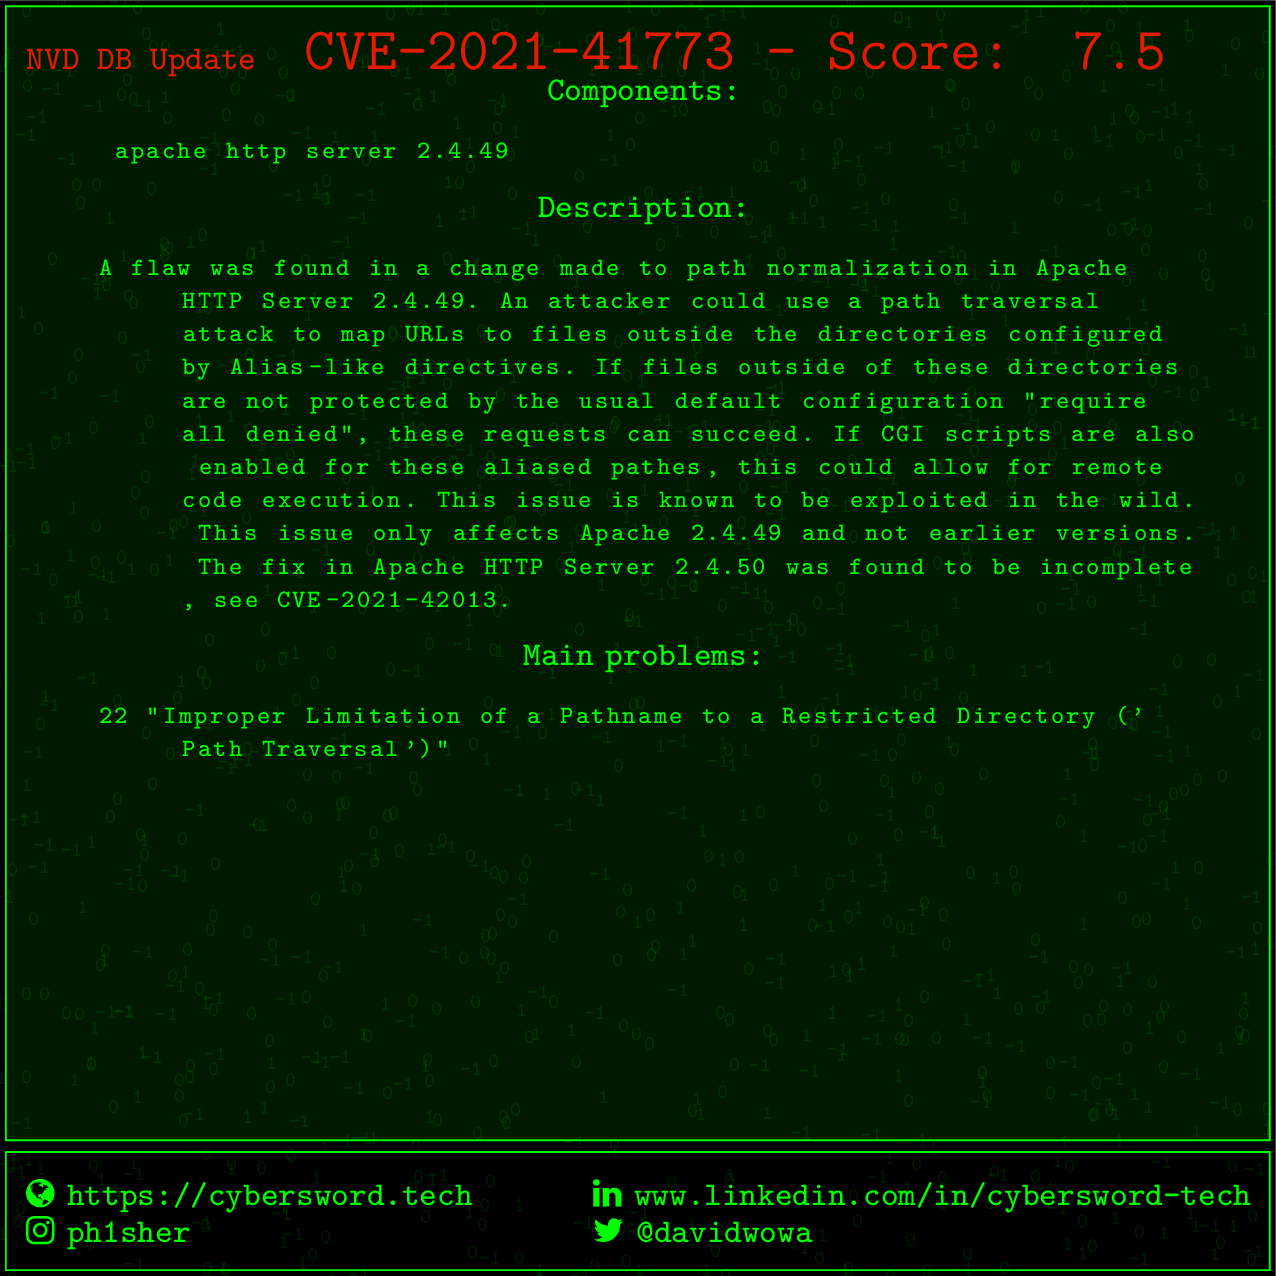 NVD DB Update CVE-2021-41773 - Score: 7.5
Components:
apache http server 2.4.49
Description:
A flaw was found in a change made to path normalization in Apache
HTTP Server 2.4.49. An attacker could use a path traversal
attack to map URLs to files outside the directories configured
by Alias-like directives. If files outside of these directories
are not protected by the usual default configuration "require
all denied", these requests can succeed. If CGI scripts are also
enabled for these aliased pathes, this could allow for remote
code execution. This issue is known to be exploited in the wild.
This issue only affects Apache 2.4.49 and not earlier versions.
The fix in Apache HTTP Server 2.4.50 was found to be incomplete
, see CVE-2021-42013.
Main problems:
22 "Improper Limitation of a Pathname to a Restricted Directory ('
Path Traversal')"
https://cybersword.tech
www.linkedin.com/in/cybersword-tech
ph1sher
@davidwowa